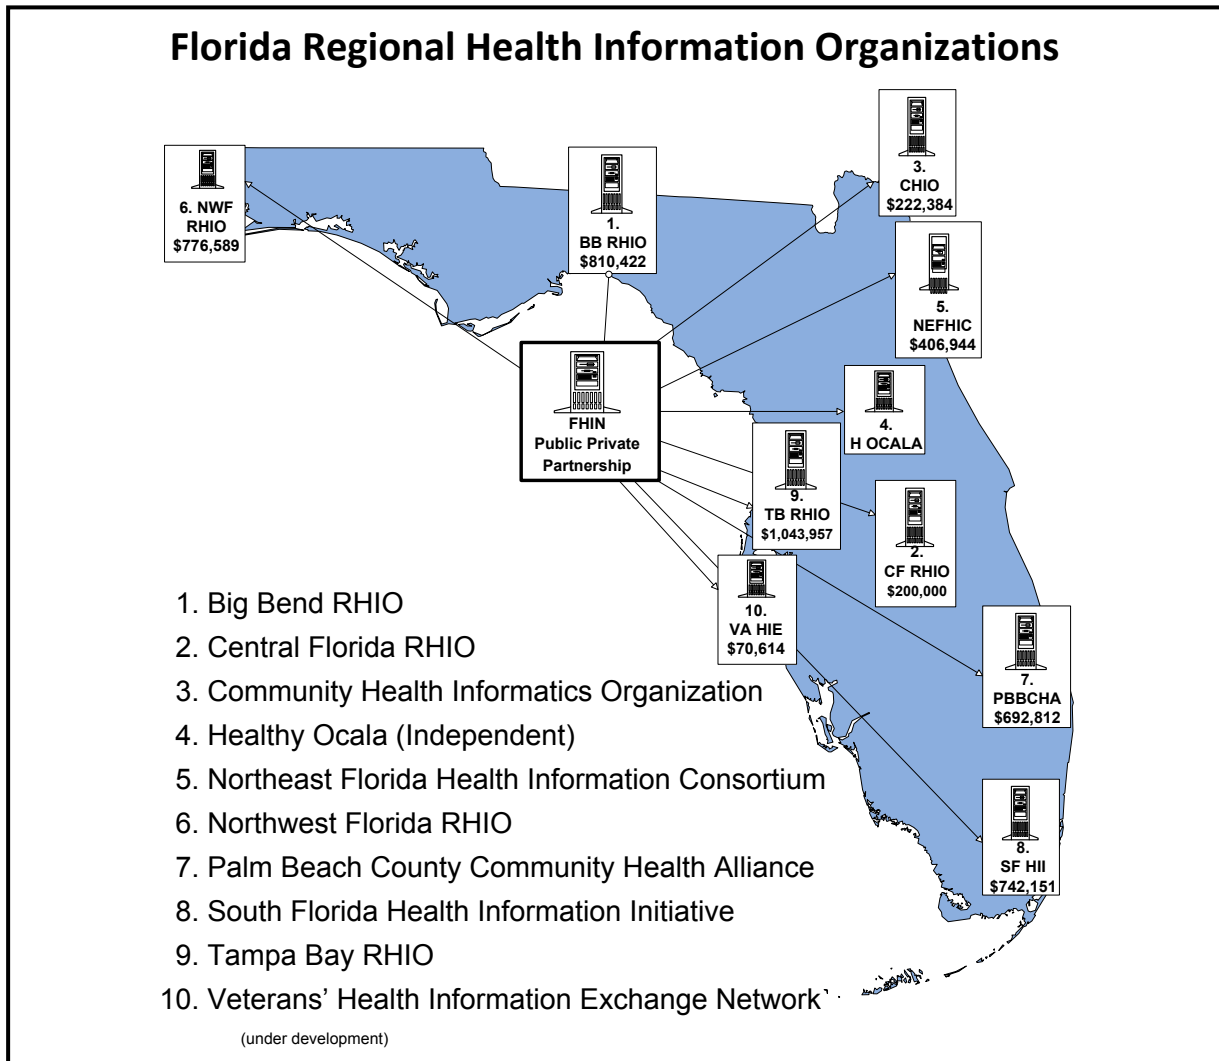 Florida Regional Health Information Organizations
3.
CHIO
$222,384
6. NWF
RHIO
$776,589
1.
BB RHIO
$810,422
5.
NEFHIC
$406,944
FHIN
Public Private
Partnership
4.
H OCALA
9.
TB RHIO
$1,043,957
2.
CF RHIO
$200,000
10.
VA HIE
$70,614
7.
PBBCHA
$692,812
8.
SF HII
$742,151
1. Big Bend RHIO
2. Central Florida RHIO
3. Community Health Informatics Organization
4. Healthy Ocala (Independent)
5. Northeast Florida Health Information Consortium
6. Northwest Florida RHIO
7. Palm Beach County Community Health Alliance
8. South Florida Health Information Initiative
9. Tampa Bay RHIO
10. Veterans’ Health Information Exchange Network
(under development)